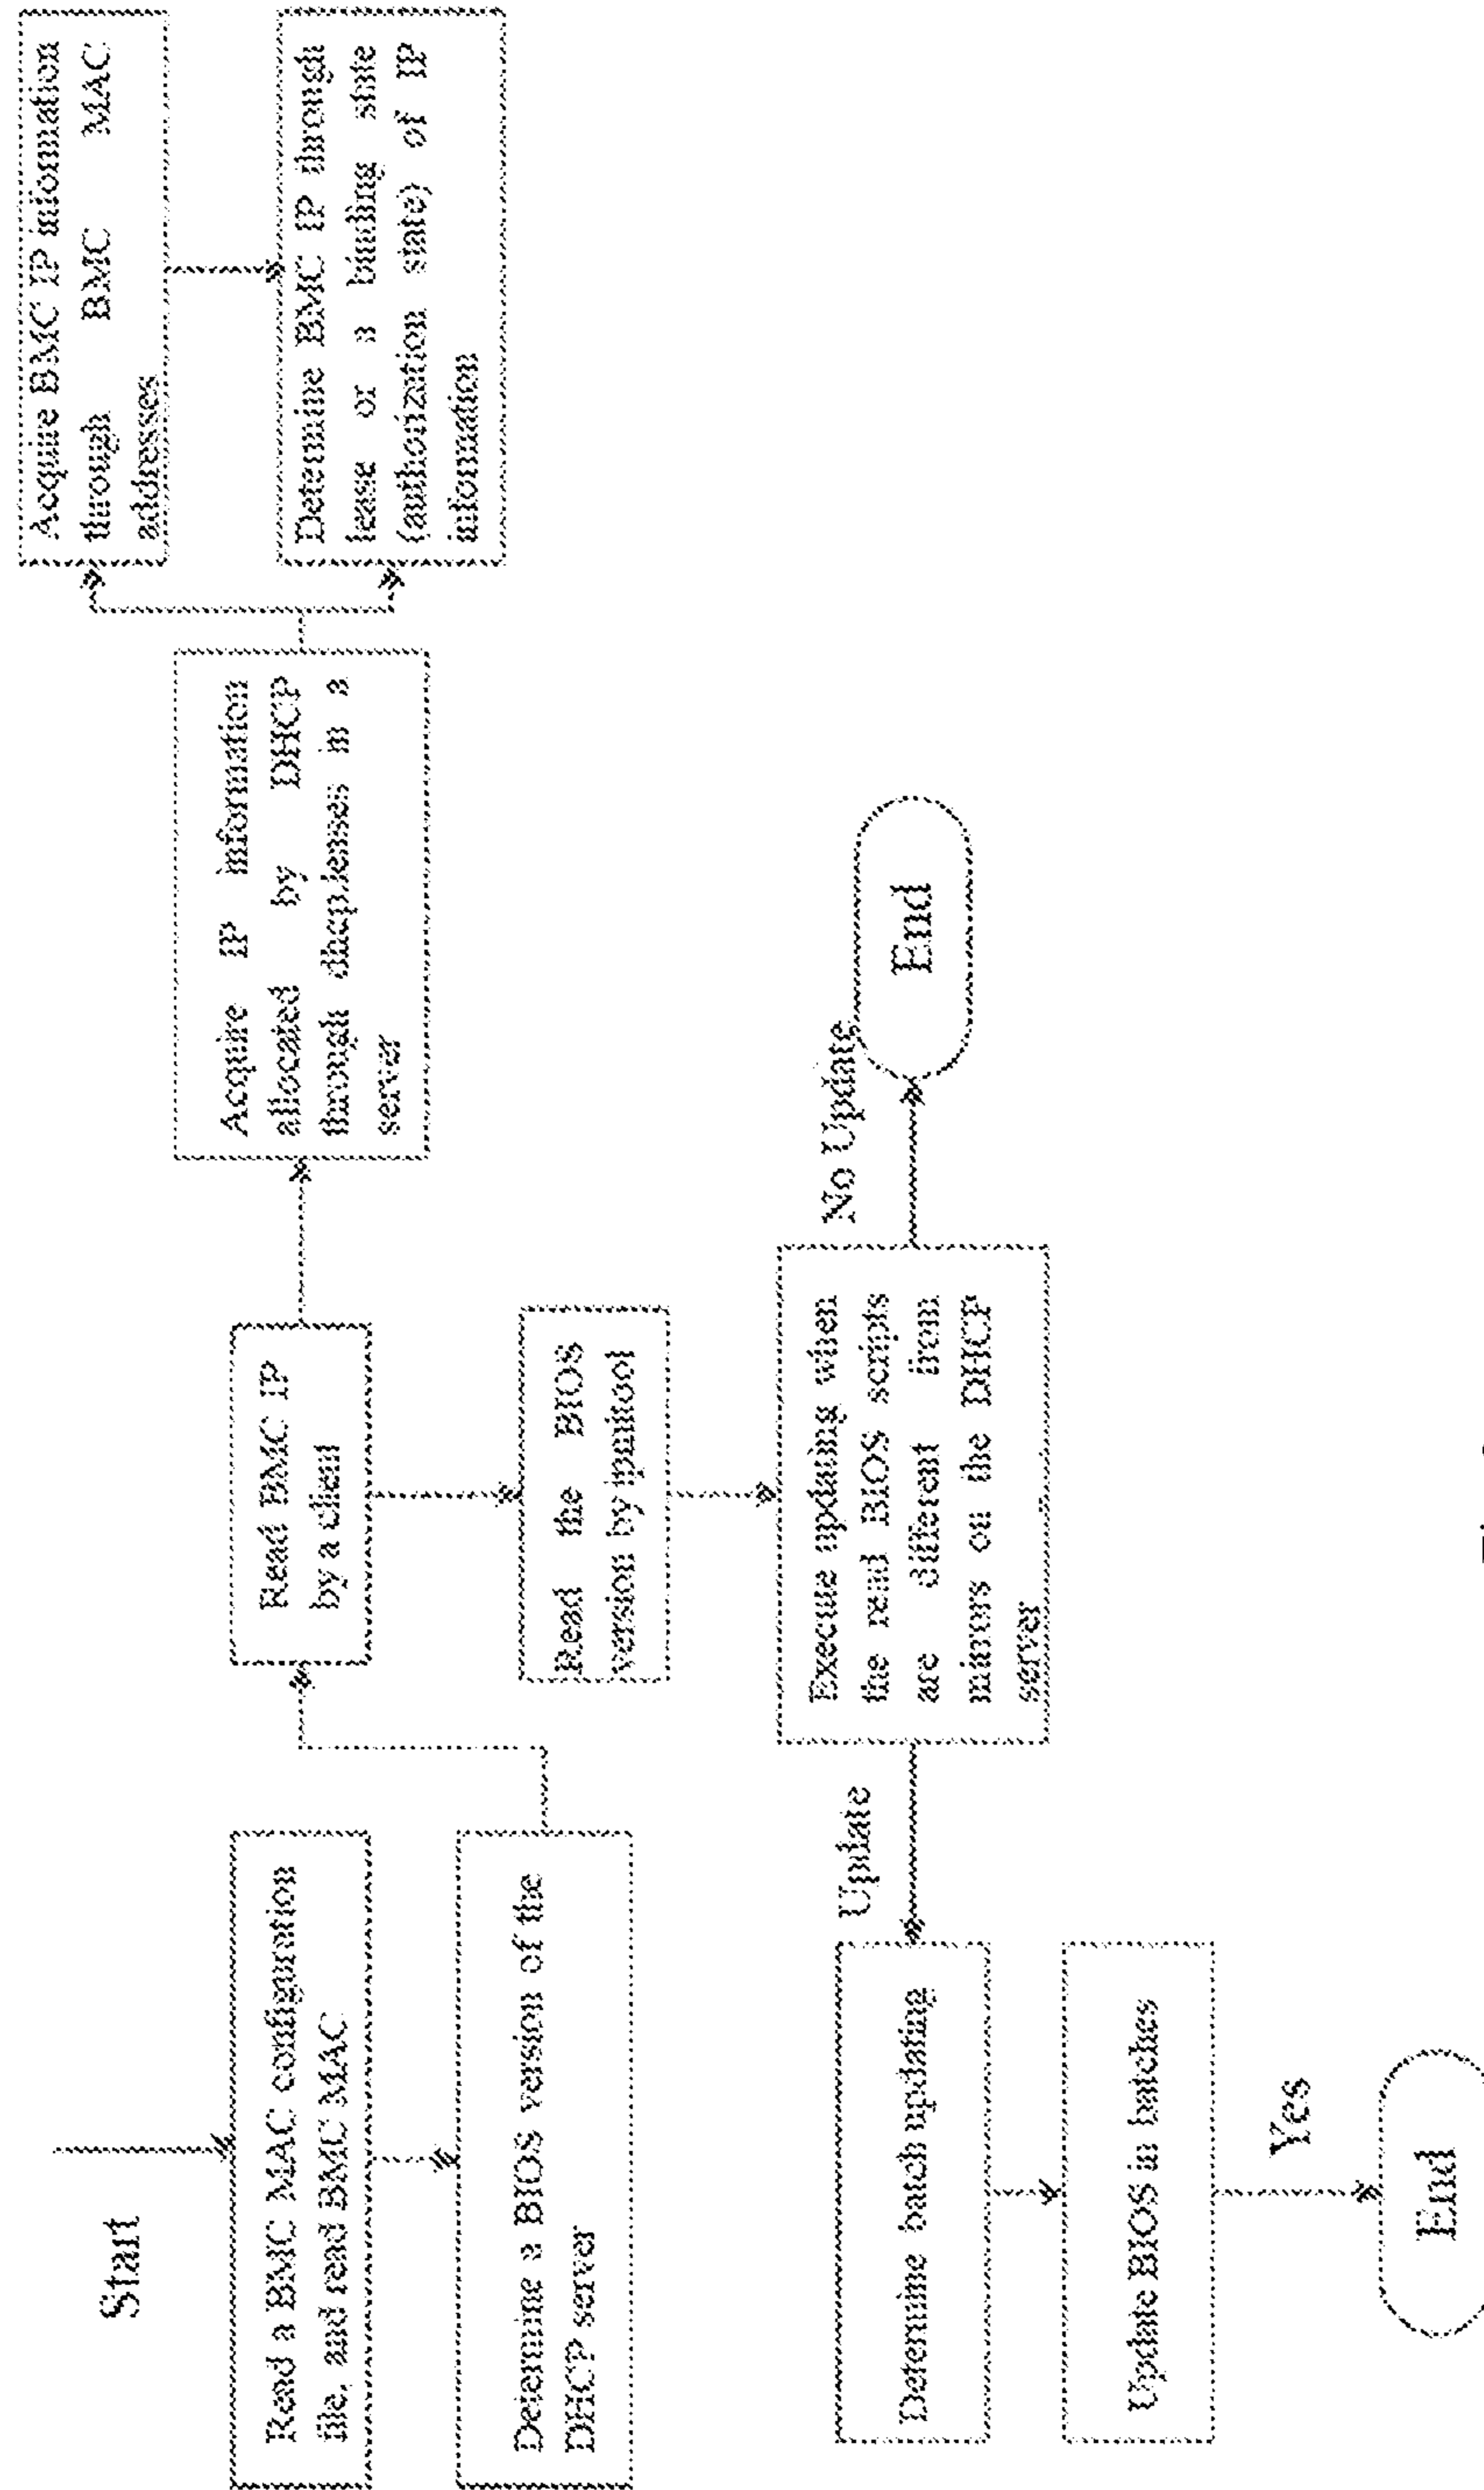 Start
Read a BMC MAC configuration
file, and read BMC MAC
Determine a BIOS version of the
DHCP server
Read BMC IP
by a client
Acquire IP information
allocated by DHCP
through dhcp.leases in a
server
Acquire BMC IP information
through BMC MAC
addresses
Determine BMC IP through
lease or a binding state
(authorization state) of IP
information
Read the BIOS
version by ipmitool
Execute updating when
the read BIOS scripts
are different from
mirrors on the DHCP
server
No Update
End
Update
Determine batch updating
Update BIOS in batches
Yes
End